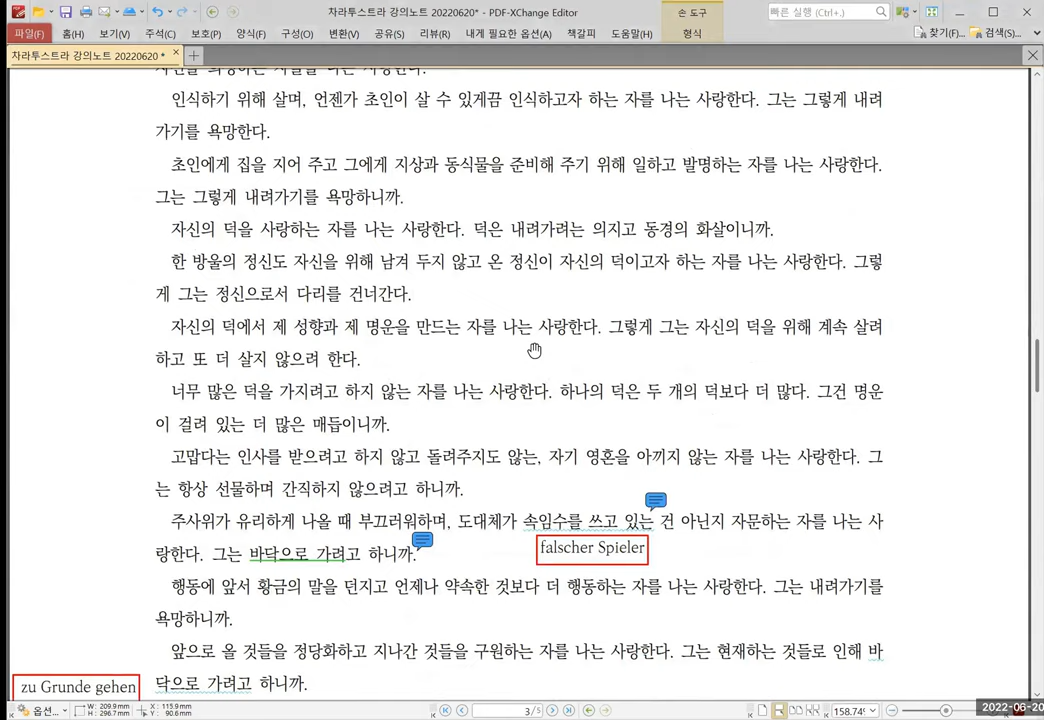 차라투스트라 강의노트 20220620* - PDF-XChange Editor
손 도구
빠른 실행 (Ctrl+.)
파일(F) 홈(H) 보기(V) 주석(C) 보호(P) 양식(F) 구성(O) 변환(V) 공유(S) 리뷰(R) 내게 필요한 옵션(A) 책갈피 도움말(H) 형식 찾기(F)... 검색(S)...
차라투스트라 강의노트 20220620 *
인식하기 위해 살며, 언젠가 초인이 살 수 있게끔 인식하고자 하는 자를 나는 사랑한다. 그는 그렇게 내려
가기를 욕망한다.
초인에게 집을 지어 주고 그에게 지상과 동식물을 준비해 주기 위해 일하고 발명하는 자를 나는 사랑한다.
그는 그렇게 내려가기를 욕망하니까.
자신의 덕을 사랑하는 자를 나는 사랑한다. 덕은 내려가려는 의지고 동경의 화살이니까.
한 방울의 정신도 자신을 위해 남겨 두지 않고 온 정신이 자신의 덕이고자 하는 자를 나는 사랑한다. 그렇
게 그는 정신으로서 다리를 건너간다.
자신의 덕에서 제 성향과 제 명운을 만드는 자를 나는 사랑한다. 그렇게 그는 자신의 덕을 위해 계속 살려
하고 또 더 살지 않으려 한다.
너무 많은 덕을 가지려고 하지 않는 자를 나는 사랑한다. 하나의 덕은 두 개의 덕보다 더 많다. 그건 명운
이 걸려 있는 더 많은 매듭이니까.
고맙다는 인사를 받으려고 하지 않고 돌려주지도 않는, 자기 영혼을 아끼지 않는 자를 나는 사랑한다. 그
는 항상 선물하며 간직하지 않으려고 하니까.
주사위가 유리하게 나올 때 부끄러워하며, 도대체가 속임수를 쓰고 있는 건 아닌지 자문하는 자를 나는 사
랑한다. 그는 바닥으로 가려고 하니까.
falscher Spieler
행동에 앞서 황금의 말을 던지고 언제나 약속한 것보다 더 행동하는 자를 나는 사랑한다. 그는 내려가기를
욕망하니까.
앞으로 올 것들을 정당화하고 지나간 것들을 구원하는 자를 나는 사랑한다. 그는 현재하는 것들로 인해 바
닥으로 가려고 하니까.
zu Grunde gehen
옵션... W: 209.9mm H: 296.7mm X: 115.9mm Y: 90.6mm 3/5 158.74%
2022-06-20